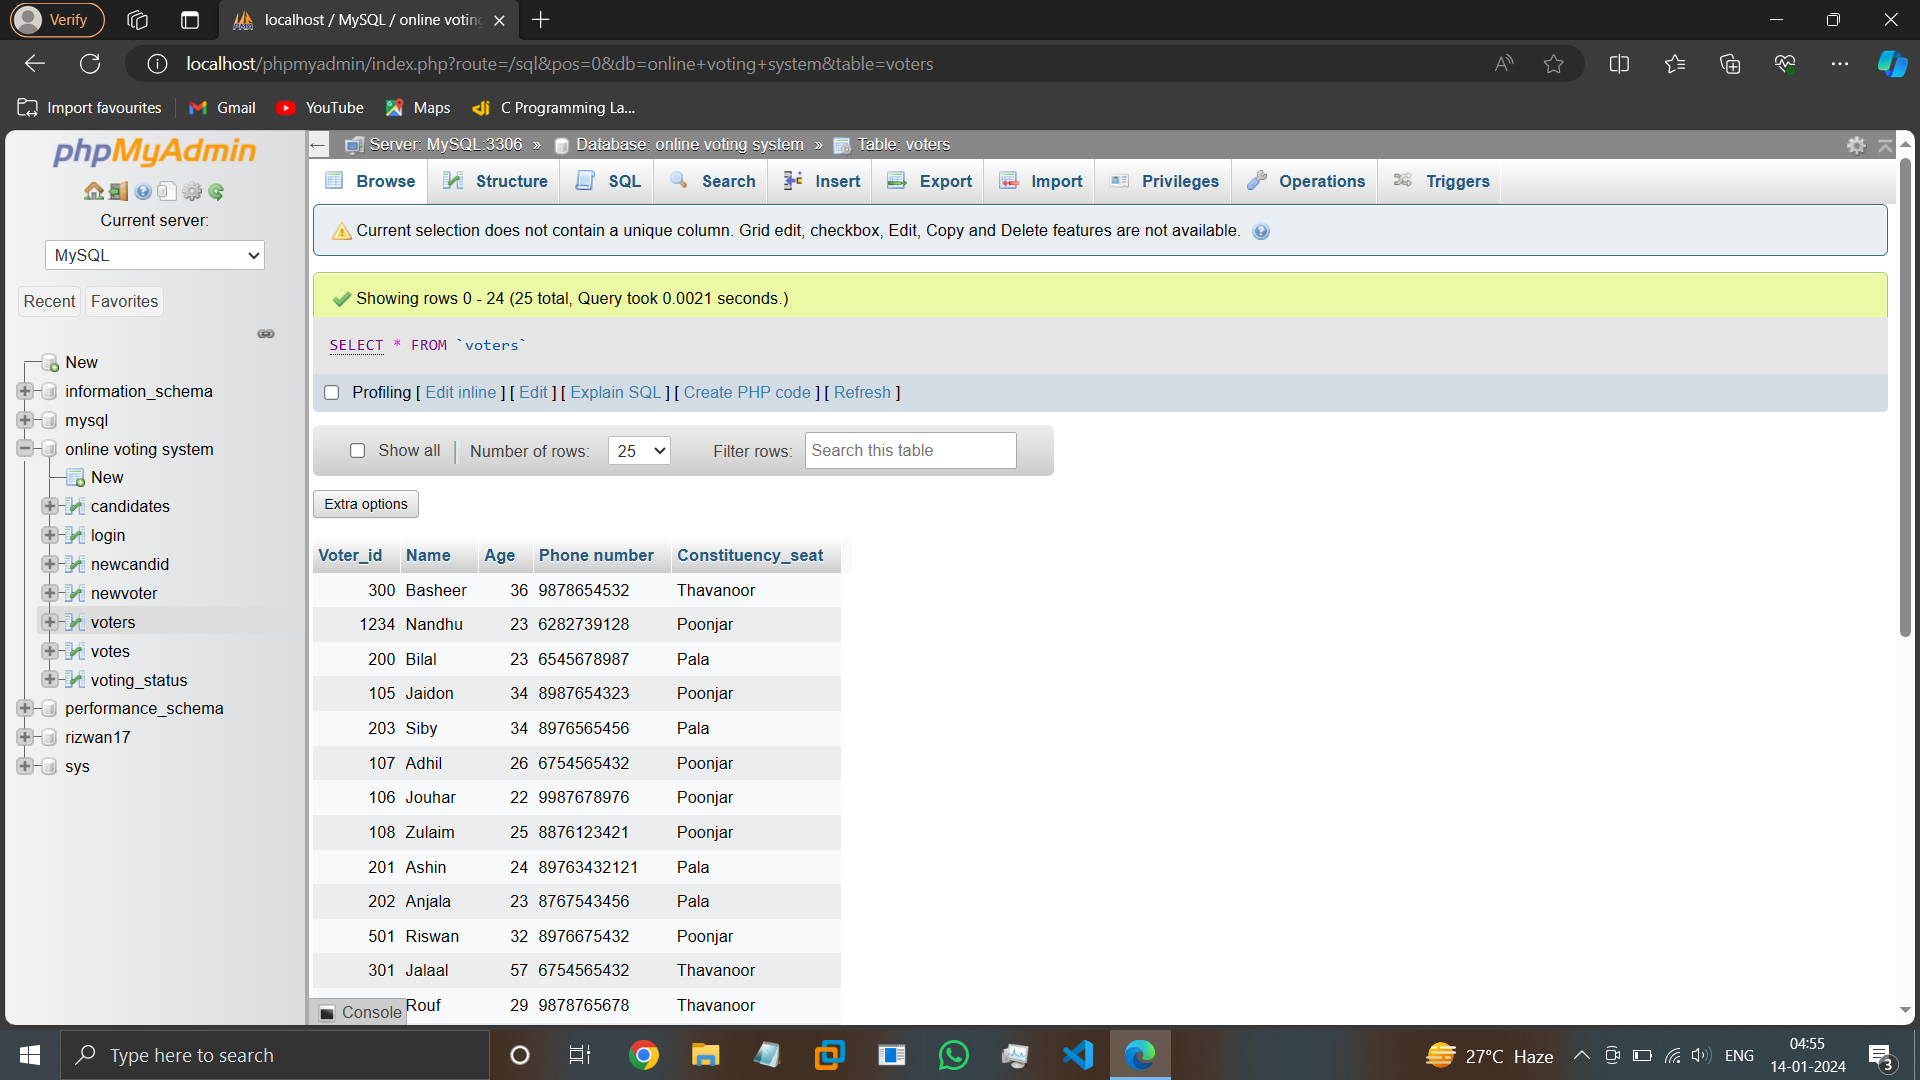 Verify
localhost / MySQL / online voting
localhost/phpmyadmin/index.php?route=/sql&pos=0&db=online+voting+system&table=voters
Import favourites
Gmail
YouTube
Maps
C Programming La...
phpMyAdmin
Current server:
MySQL
Recent
Favorites
New
information_schema
mysql
online voting system
New
candidates
login
newcandid
newvoter
voters
votes
voting_status
performance_schema
rizwan17
sys
Server: MySQL:3306 » Database: online voting system » Table: voters
Browse Structure SQL Search Insert Export Import Privileges Operations Triggers
Current selection does not contain a unique column. Grid edit, checkbox, Edit, Copy and Delete features are not available.
Showing rows 0 - 24 (25 total, Query took 0.0021 seconds.)
SELECT * FROM `voters`
Profiling [ Edit inline ] [ Edit ] [ Explain SQL ] [ Create PHP code ] [ Refresh ]
Show all Number of rows: 25 Filter rows: Search this table
Extra options
Voter_id Name Age Phone number Constituency_seat
300 Basheer 36 9878654532 Thavanoor
1234 Nandhu 23 6282739128 Poonjar
200 Bilal 23 6545678987 Pala
105 Jaidon 34 8987654323 Poonjar
203 Siby 34 8976565456 Pala
107 Adhil 26 6754565432 Poonjar
106 Jouhar 22 9987678976 Poonjar
108 Zulaim 25 8876123421 Poonjar
201 Ashin 24 89763432121 Pala
202 Anjala 23 8767543456 Pala
501 Riswan 32 8976675432 Poonjar
301 Jalaal 57 6754565432 Thavanoor
Rouf 29 9878765678 Thavanoor
Console
Type here to search
27°C Haze
ENG
04:55
14-01-2024
3